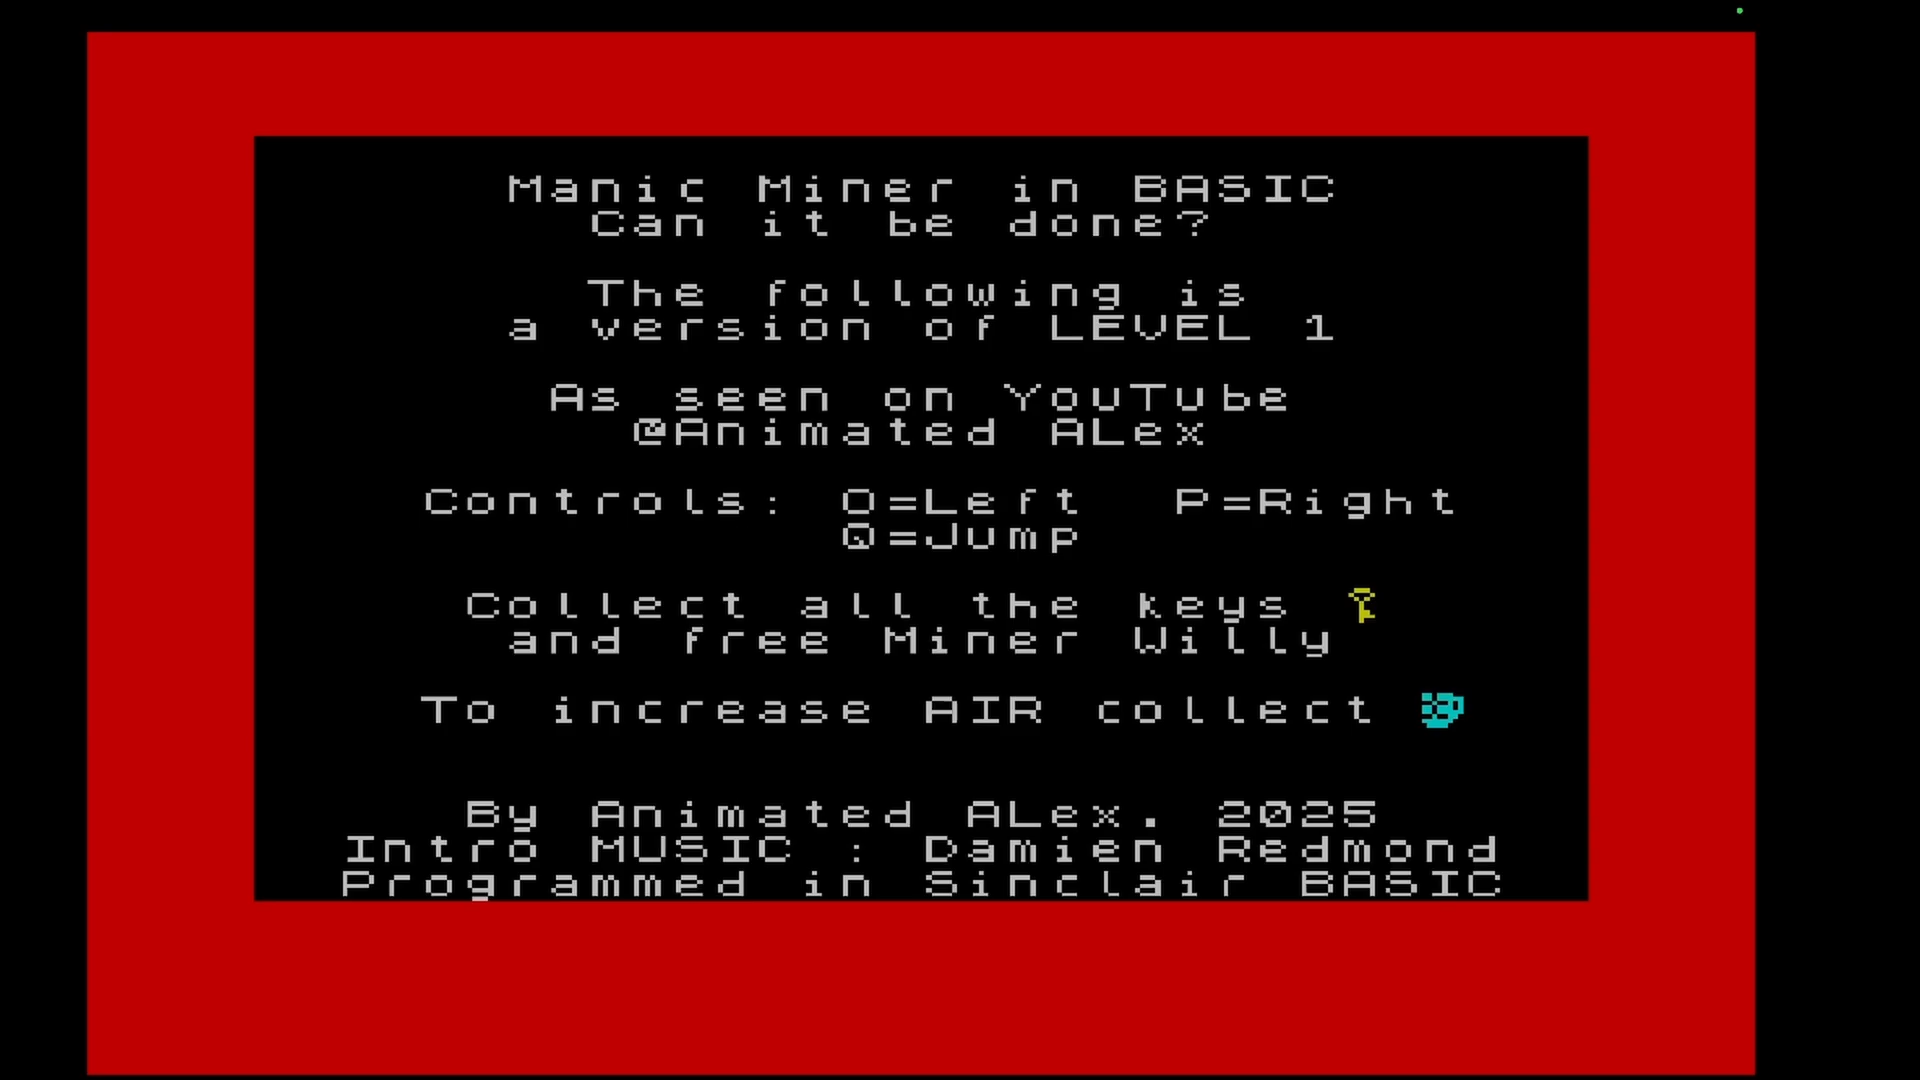 Manic Miner in BASIC
Can it be done?
The following is
a version of LEVEL 1
As seen on YouTube
@Animated ALex
Controls: O=Left P=Right
Q=Jump
Collect all the keys
and free Miner Willy
To increase AIR collect
By Animated ALex. 2025
Intro MUSIC : Damien Redmond
Programmed in Sinclair BASIC